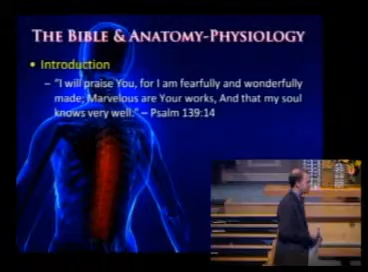 THE BIBLE & ANATOMY-PHYSIOLOGY
• Introduction
– "I will praise You, for I am fearfully and wonderfully
made; Marvelous are Your works, And that my soul
knows very well." – Psalm 139:14